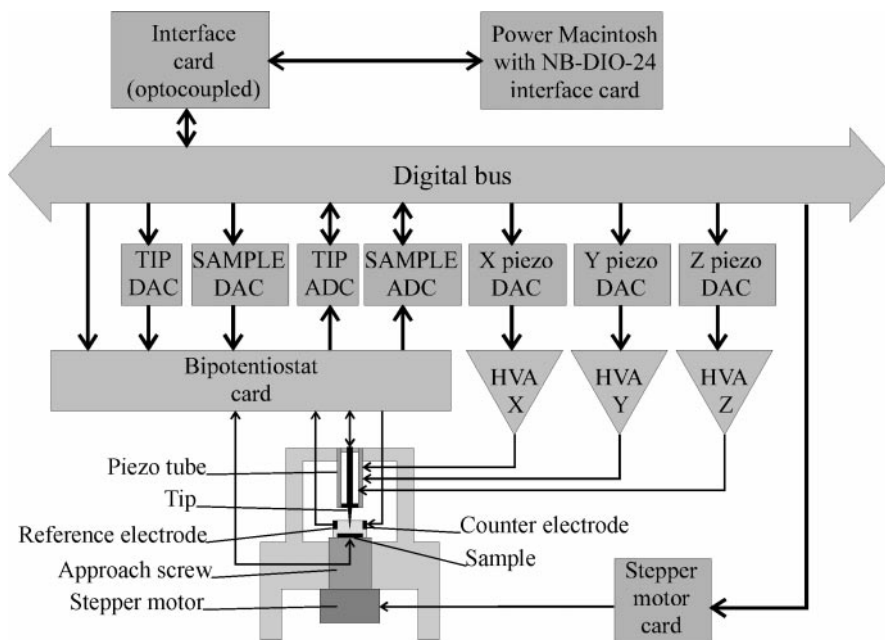 Interface
card
(optocoupled)
Power Macintosh
with NB-DIO-24
interface card
Digital bus
TIP
DAC
SAMPLE
DAC
TIP
ADC
SAMPLE
ADC
X piezo
DAC
Y piezo
DAC
Z piezo
DAC
Bipotentiostat
card
HVA
X
HVA
Y
HVA
Z
Piezo tube
Tip
Reference electrode
Counter electrode
Sample
Approach screw
Stepper motor
Stepper
motor
card